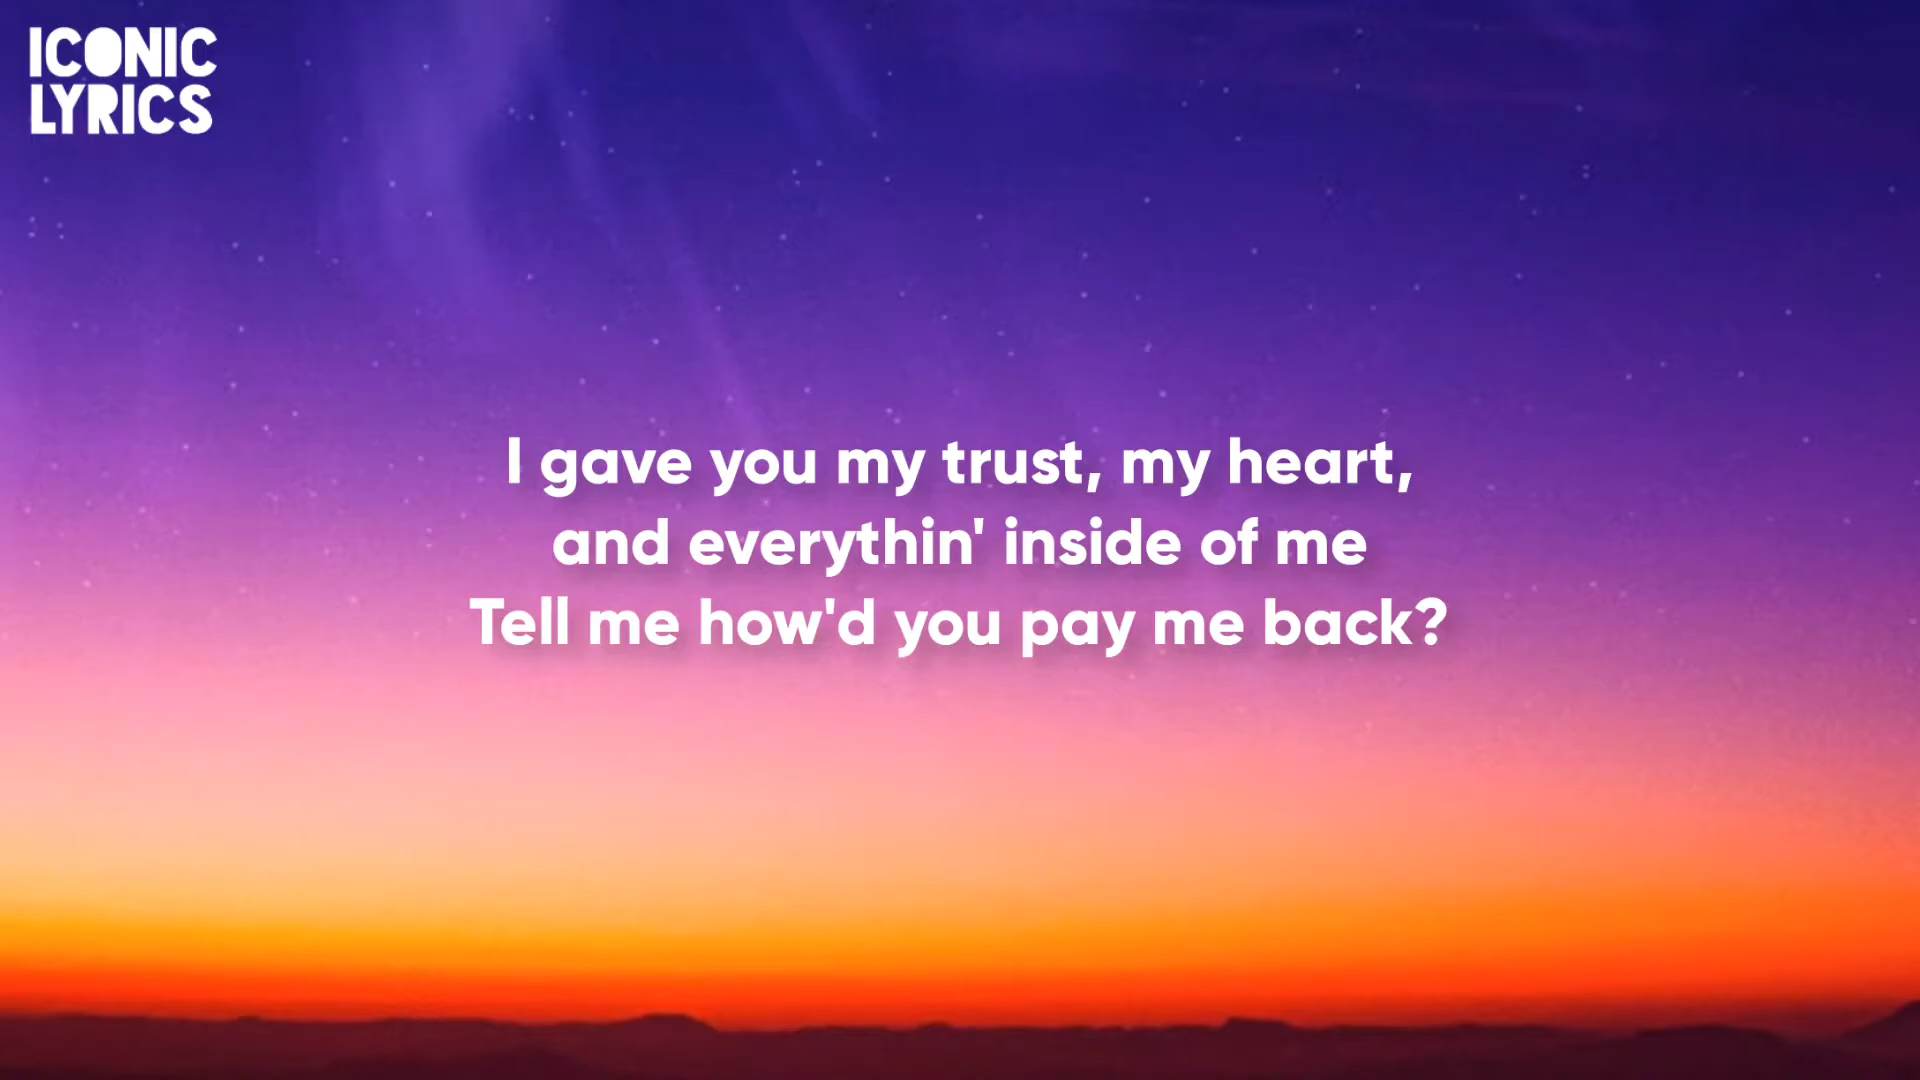 ICONIC
LYRICS
I gave you my trust, my heart,
and everythin' inside of me
Tell me how'd you pay me back?